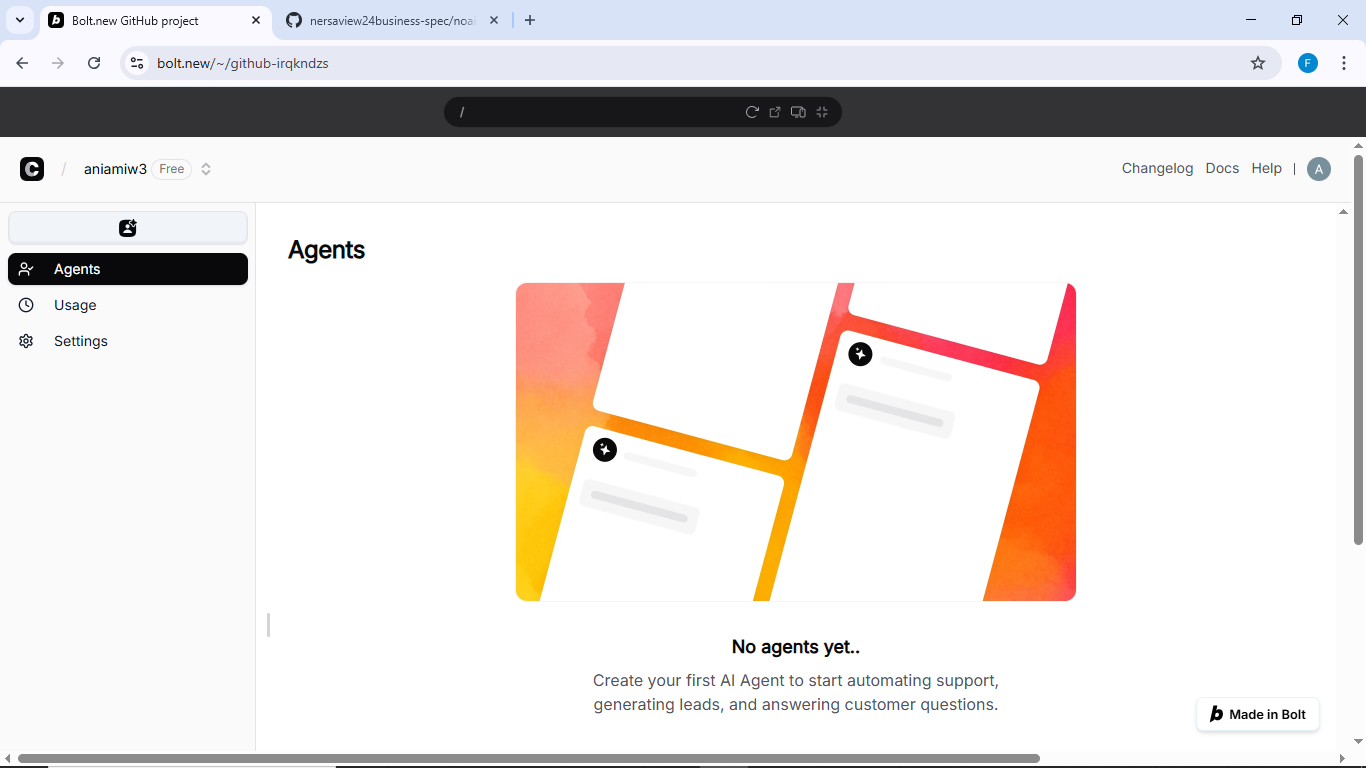 Bolt.new GitHub project
nersaview24business-spec/noa
bolt.new/~/github-irqkndzs
F
/
C / aniamiw3 Free
Changelog Docs Help | A
Agents
Usage
Settings
Agents
No agents yet..
Create your first AI Agent to start automating support,
generating leads, and answering customer questions.
b Made in Bolt